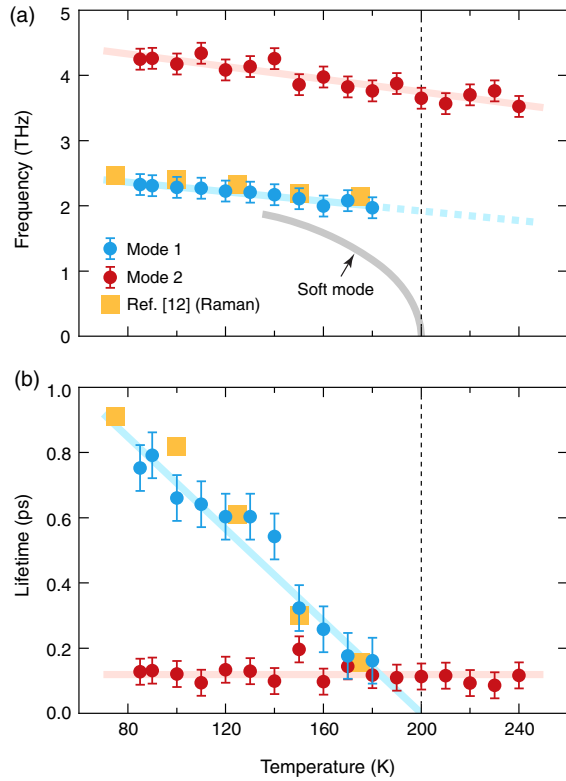 (a)
5
4
3
2
1
0
Frequency (THz)
Mode 1
Mode 2
Ref. [12] (Raman)
Soft mode
(b)
1.0
0.8
0.6
0.4
0.2
0.0
Lifetime (ps)
80
120
160
200
240
Temperature (K)